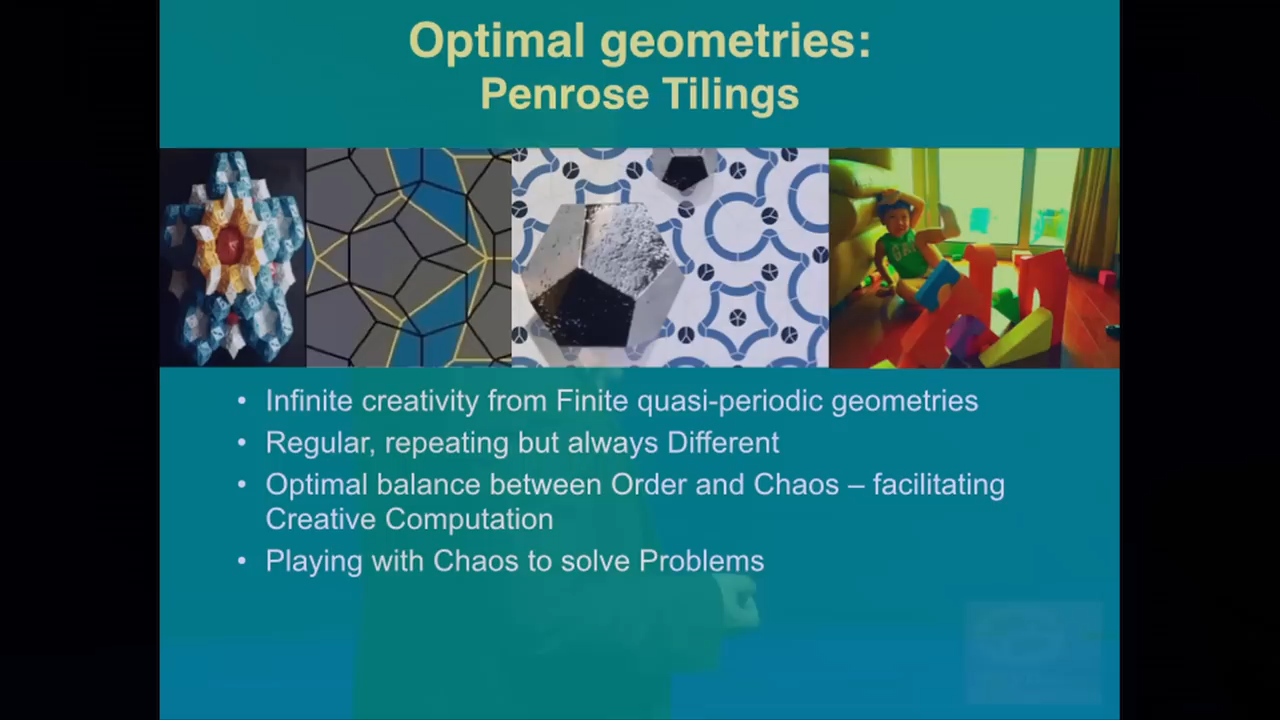 Optimal geometries:
Penrose Tilings
• Infinite creativity from Finite quasi-periodic geometries
• Regular, repeating but always Different
• Optimal balance between Order and Chaos – facilitating
Creative Computation
• Playing with Chaos to solve Problems